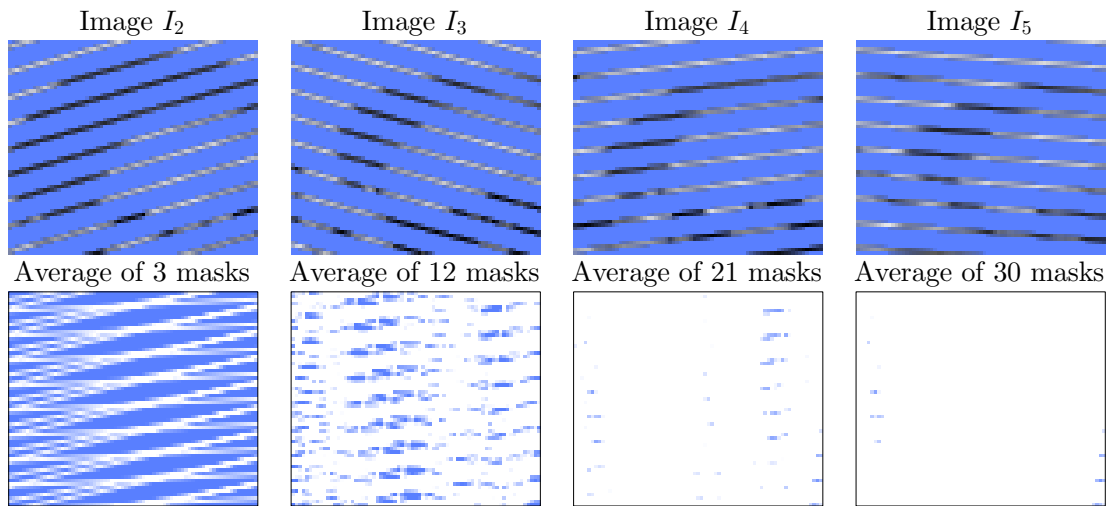 Image I₂
Image I₃
Image I₄
Image I₅
Average of 3 masks
Average of 12 masks
Average of 21 masks
Average of 30 masks